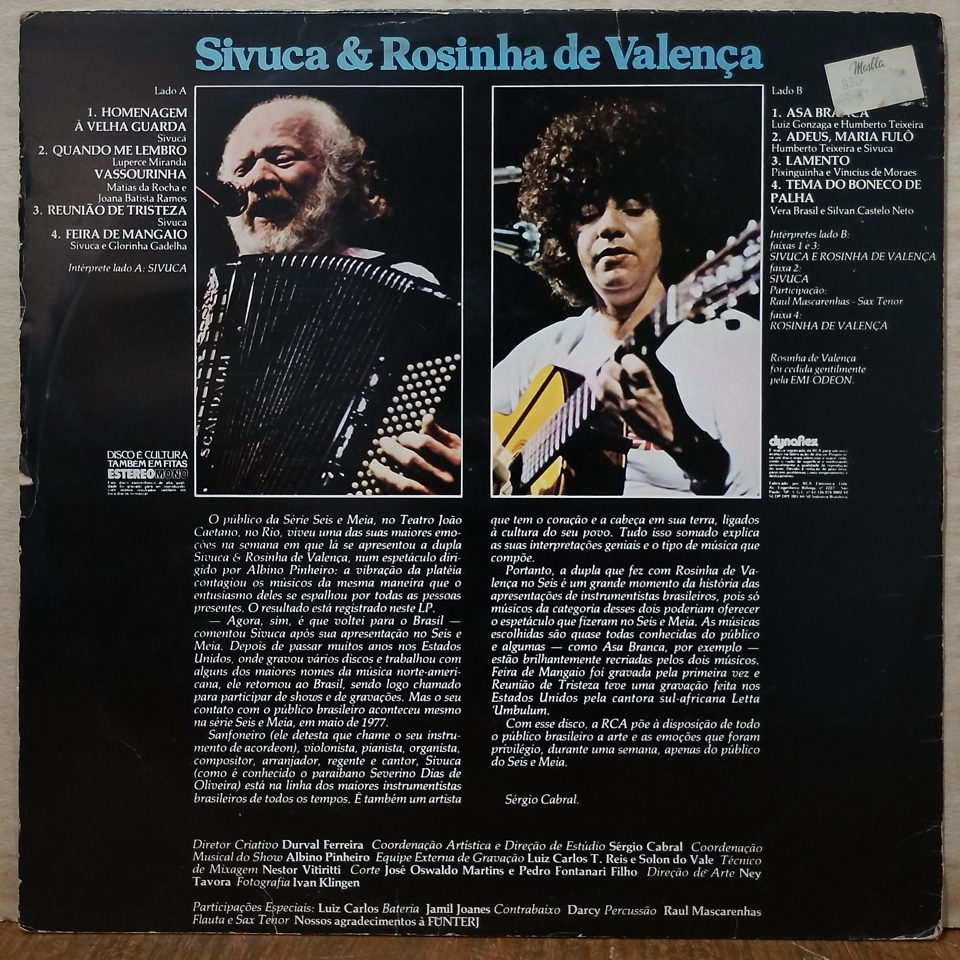 Sivuca & Rosinha de Valença
Mesbla
Lado A
1. HOMENAGEM
À VELHA GUARDA
Sivuca
2. QUANDO ME LEMBRO
Luperce Miranda
VASSOURINHA
Matias da Rocha e
Joana Batista Ramos
3. REUNIÃO DE TRISTEZA
Sivuca
4. FEIRA DE MANGAIO
Sivuca e Glorinha Gadelha
Intérprete lado A: SIVUCA
SCANDALLI
DISCO É CULTURA
TAMBÉM EM FITAS
ESTEREO MONO
Lado B
1. ASA BRANCA
Luiz Gonzaga e Humberto Teixeira
2. ADEUS, MARIA FULÔ
Humberto Teixeira e Sivuca
3. LAMENTO
Pixinguinha e Vinicius de Moraes
4. TEMA DO BONECO DE
PALHA
Vera Brasil e Silvan Castelo Neto
Intérpretes lado B:
faixas 1 e 3:
SIVUCA E ROSINHA DE VALENÇA
faixa 2:
SIVUCA
Participação:
Raul Mascarenhas - Sax Tenor
faixa 4:
ROSINHA DE VALENÇA
Rosinha de Valença
foi cedida gentilmente
pela EMI ODEON.
dynaflex
O público da Série Seis e Meia, no Teatro João
Caetano, no Rio, viveu uma das suas maiores emo-
ções na semana em que lá se apresentou a dupla
Sivuca & Rosinha de Valença, num espetáculo diri-
gido por Albino Pinheiro: a vibração da platéia
contagiou os músicos da mesma maneira que o
entusiasmo deles se espalhou por todas as pessoas
presentes. O resultado está registrado neste LP.
— Agora, sim, é que voltei para o Brasil —
comentou Sivuca após sua apresentação no Seis e
Meia. Depois de passar muitos anos nos Estados
Unidos, onde gravou vários discos e trabalhou com
alguns dos maiores nomes da música norte-ameri-
cana, ele retornou ao Brasil, sendo logo chamado
para participar de shows e de gravações. Mas o seu
contato com o público brasileiro aconteceu mesmo
na série Seis e Meia, em maio de 1977.
Sanfoneiro (ele detesta que chame o seu instru-
mento de acordeon), violonista, pianista, organista,
compositor, arranjador, regente e cantor, Sivuca
(como é conhecido o paraibano Severino Dias de
Oliveira) está na linha dos maiores instrumentistas
brasileiros de todos os tempos. É também um artista
que tem o coração e a cabeça em sua terra, ligados
à cultura do seu povo. Tudo isso somado explica
as suas interpretações geniais e o tipo de música que
compõe.
Portanto, a dupla que fez com Rosinha de Va-
lença no Seis é um grande momento da história das
apresentações de instrumentistas brasileiros, pois só
músicos da categoria desses dois poderiam oferecer
o espetáculo que fizeram no Seis e Meia. As músicas
escolhidas são quase todas conhecidas do público
e algumas — como Asa Branca, por exemplo —
estão brilhantemente recriadas pelos dois músicos.
Feira de Mangaio foi gravada pela primeira vez e
Reunião de Tristeza teve uma gravação feita nos
Estados Unidos pela cantora sul-africana Letta
'Umbulum.
Com esse disco, a RCA põe à disposição de todo
o público brasileiro a arte e as emoções que foram
privilégio, durante uma semana, apenas do público
do Seis e Meia.
Sérgio Cabral.
Diretor Criativo Durval Ferreira Coordenação Artística e Direção de Estúdio Sérgio Cabral Coordenação
Musical do Show Albino Pinheiro Equipe Externa de Gravação Luiz Carlos T. Reis e Solon do Vale Técnico
de Mixagem Nestor Vitiritti Corte José Oswaldo Martins e Pedro Fontanari Filho Direção de Arte Ney
Tavora Fotografia Ivan Klingen
Participações Especiais: Luiz Carlos Bateria Jamil Joanes Contrabaixo Darcy Percussão Raul Mascarenhas
Flauta e Sax Tenor Nossos agradecimentos à FUNTERJ